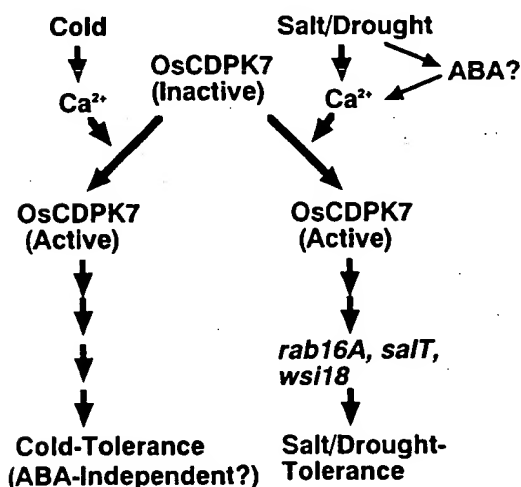 Cold
Salt/Drought
OsCDPK7
(Inactive)
ABA?
Ca²⁺
Ca²⁺
OsCDPK7
(Active)
OsCDPK7
(Active)
rab16A, salT,
wsi18
Cold-Tolerance
(ABA-Independent?)
Salt/Drought-
Tolerance